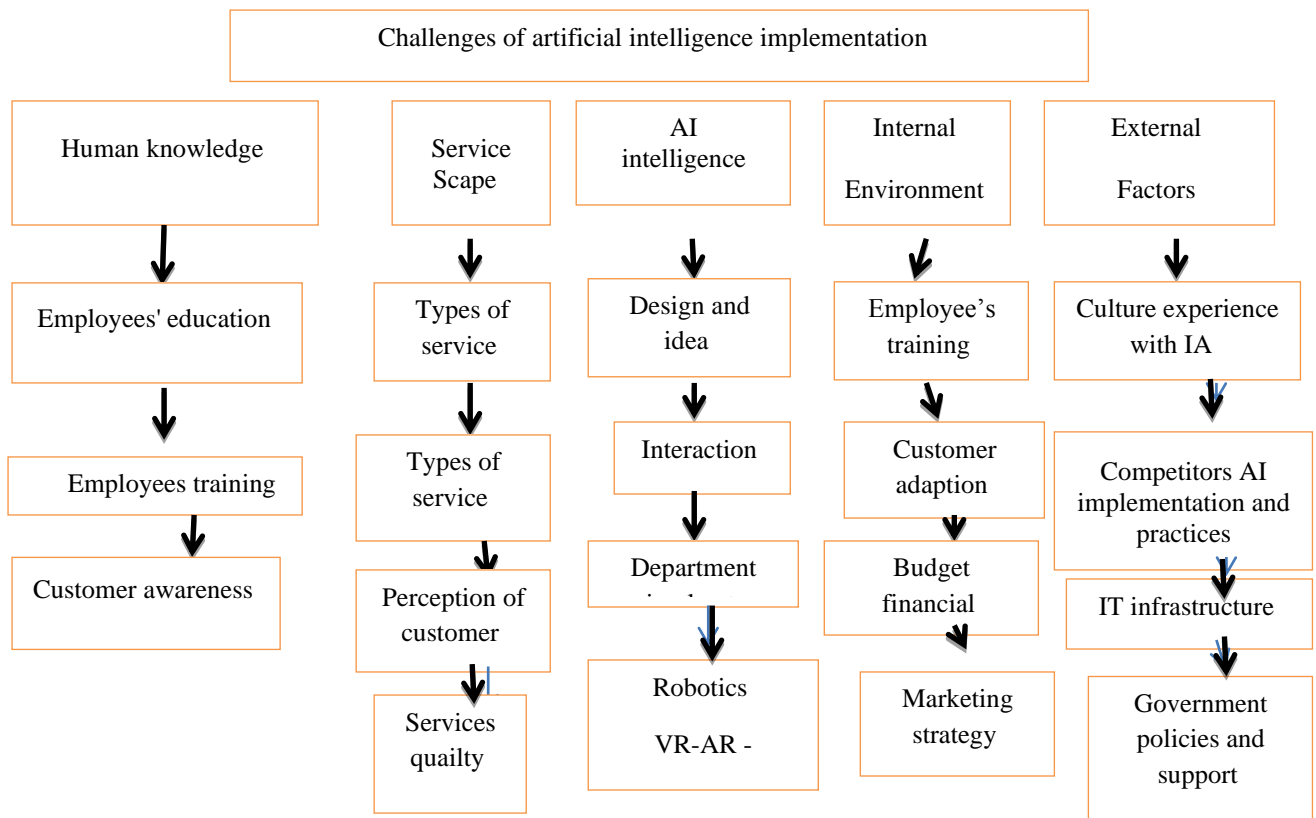 Challenges of artificial intelligence implementation
Human knowledge
Employees' education
Employees training
Customer awareness
Service
Scape
Types of
service
Types of
service
Perception of
customer
Services
quailty
AI
intelligence
Design and
idea
Interaction
Department
Robotics
VR-AR -
Internal
Environment
Employee’s
training
Customer
adaption
Budget
financial
Marketing
strategy
External
Factors
Culture experience
with IA
Competitors AI
implementation and
practices
IT infrastructure
Government
policies and
support